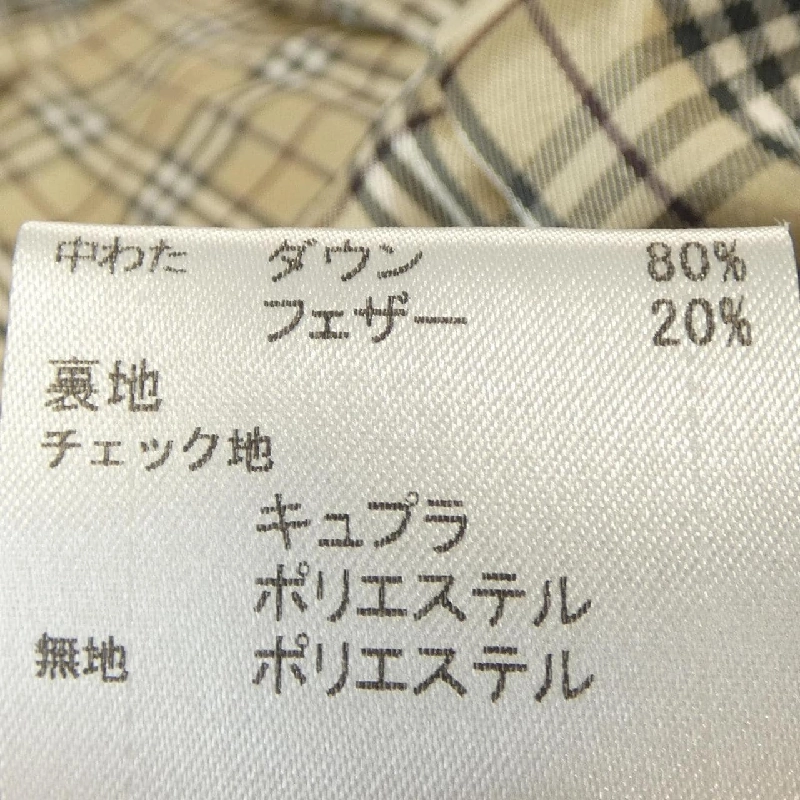 中わた ダウン 80%
フェザー 20%
裏地
チェック地
キュプラ
ポリエステル
無地 ポリエステル